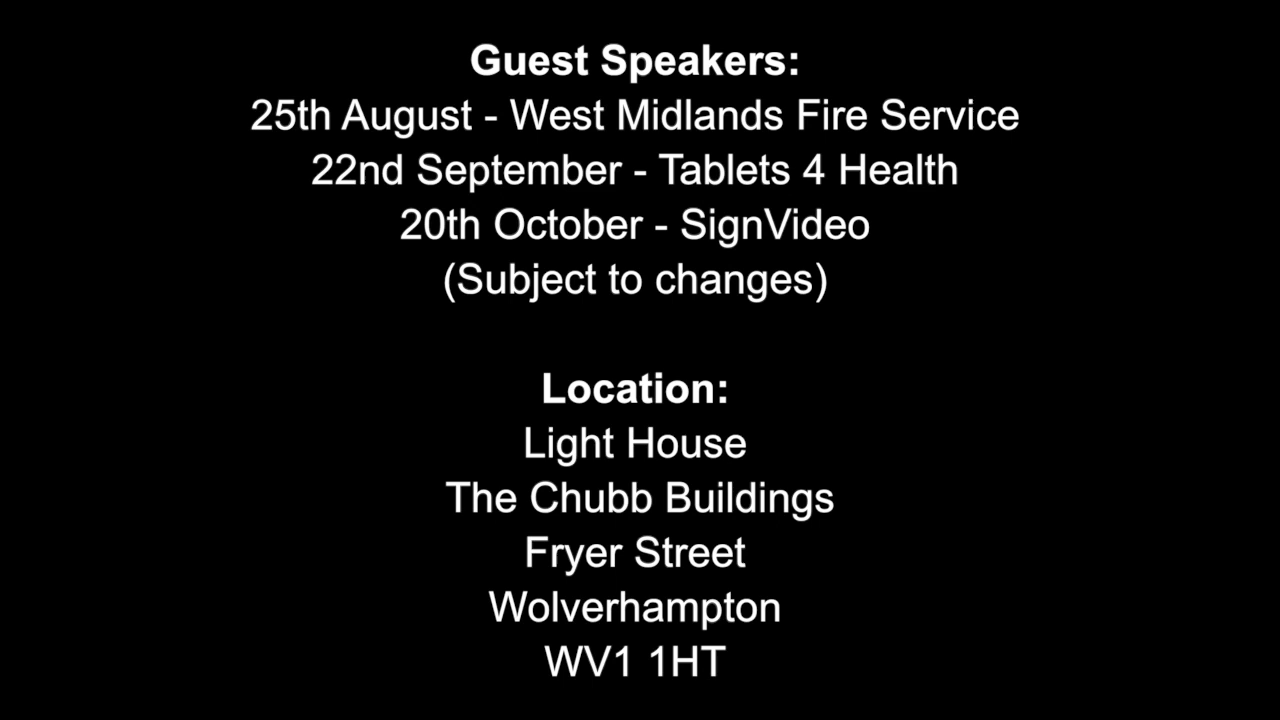 Guest Speakers:
25th August - West Midlands Fire Service
22nd September - Tablets 4 Health
20th October - SignVideo
(Subject to changes)
Location:
Light House
The Chubb Buildings
Fryer Street
Wolverhampton
WV1 1HT